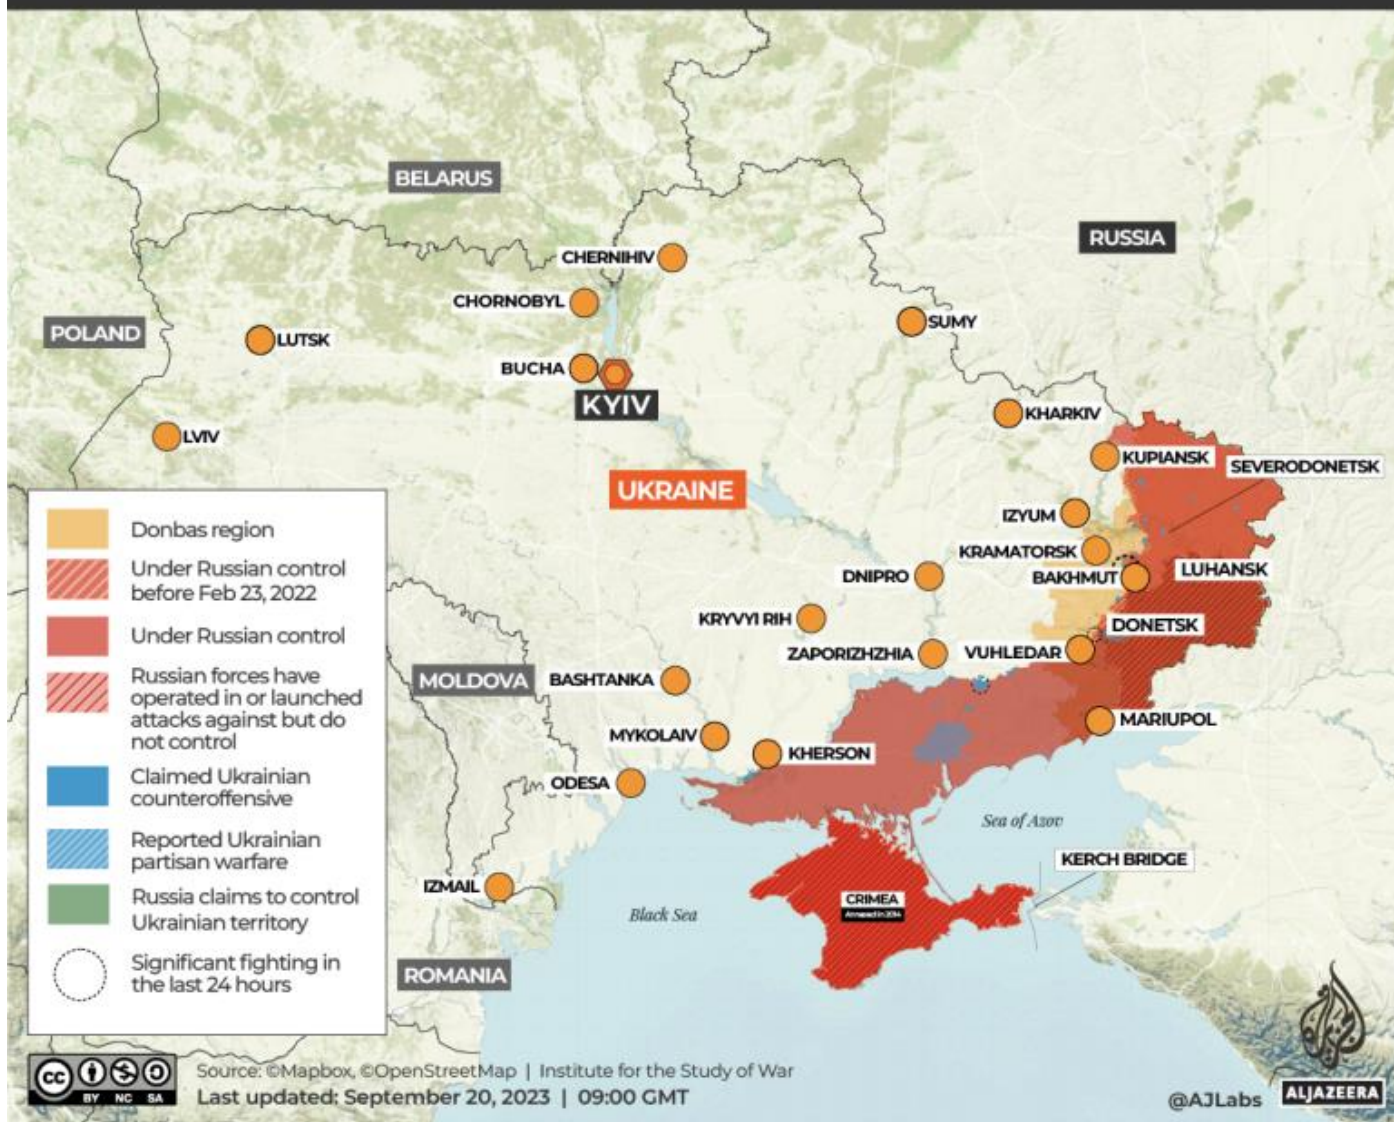 BELARUS
RUSSIA
CHERNIHIV
CHORNOBYL
SUMY
POLAND
LUTSK
BUCHA
KYIV
KHARKIV
LVIV
KUPIANSK
SEVERODONETSK
UKRAINE
IZYUM
KRAMATORSK
LUHANSK
DNIPRO
BAKHMUT
KRYVYI RIH
DONETSK
ZAPORIZHZHIA
VUHLEDAR
MOLDOVA
BASHTANKA
MARIUPOL
MYKOLAIV
KHERSON
ODESA
Sea of Azov
KERCH BRIDGE
IZMAIL
CRIMEA
Annexed in 2014
Black Sea
ROMANIA
Donbas region
Under Russian control
before Feb 23, 2022
Under Russian control
Russian forces have
operated in or launched
attacks against but do
not control
Claimed Ukrainian
counteroffensive
Reported Ukrainian
partisan warfare
Russia claims to control
Ukrainian territory
Significant fighting in
the last 24 hours
cc
BY NC SA
Source: ©Mapbox, ©OpenStreetMap | Institute for the Study of War
Last updated: September 20, 2023 | 09:00 GMT
@AJLabs
ALJAZEERA